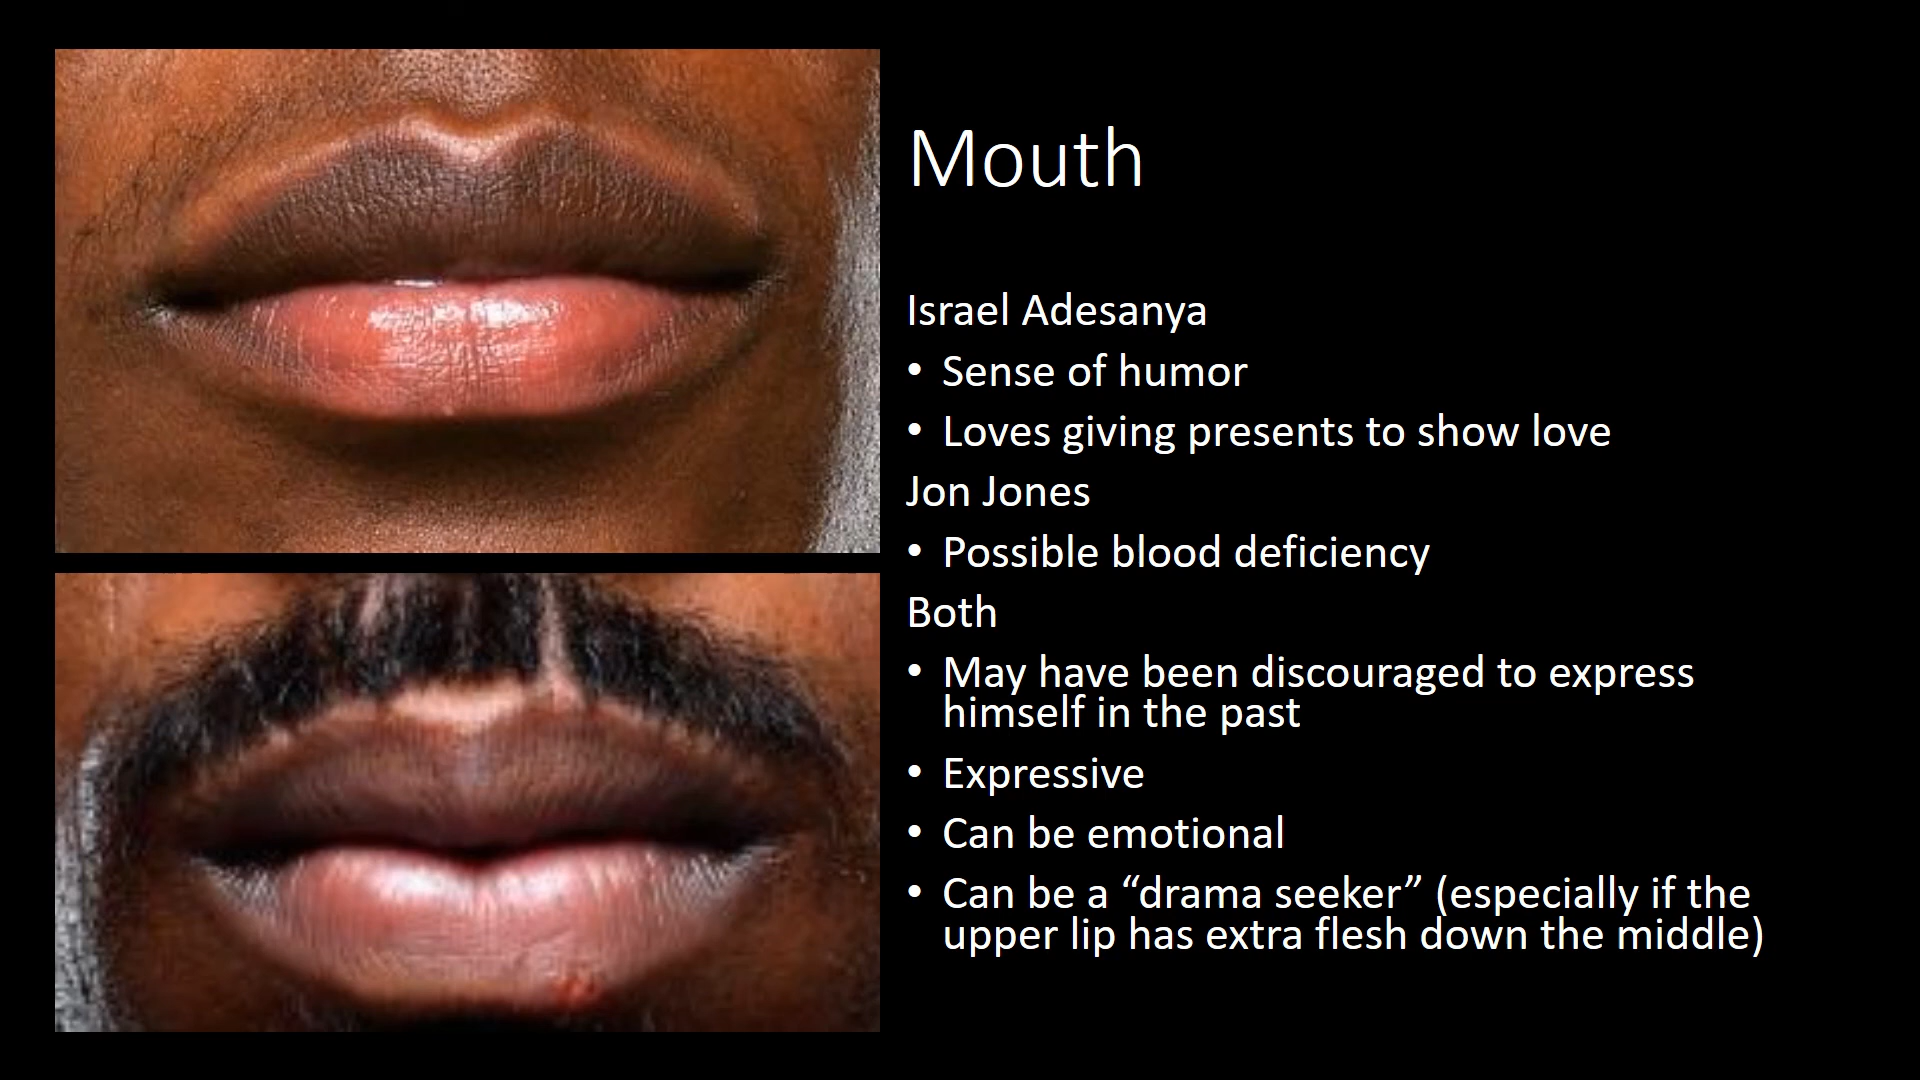 Mouth
Israel Adesanya
• Sense of humor
• Loves giving presents to show love
Jon Jones
• Possible blood deficiency
Both
• May have been discouraged to express
himself in the past
• Expressive
• Can be emotional
• Can be a “drama seeker” (especially if the
upper lip has extra flesh down the middle)